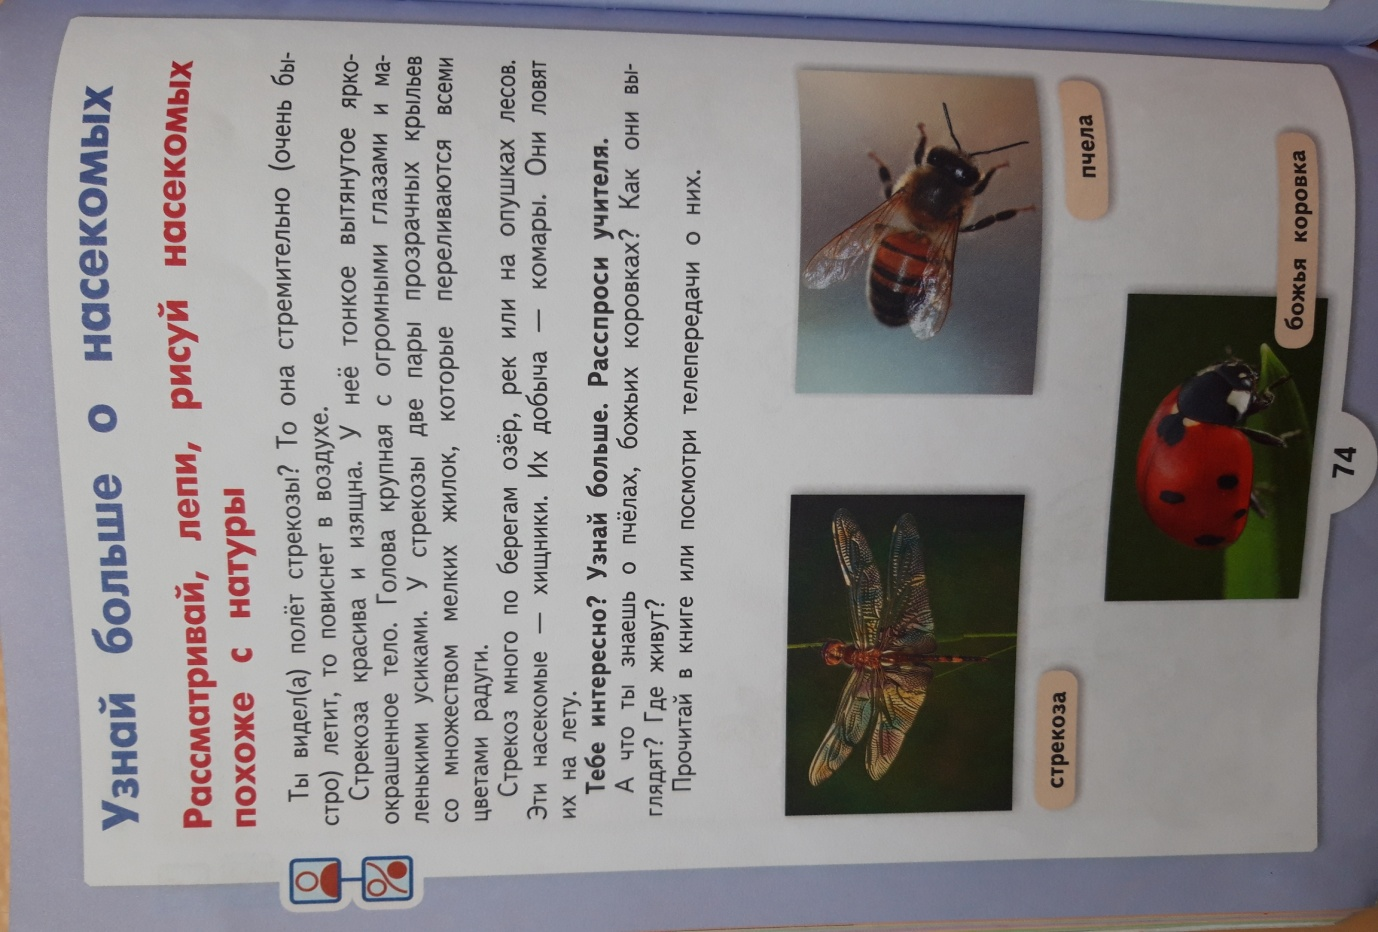 Узнай больше о насекомых
Рассматривай, лепи, рисуй насекомых
похоже с натуры
Ты видел(а) полёт стрекозы? То она стремительно (очень бы-
стро) летит, то повиснет в воздухе.
Стрекоза красива и изящна. У неё тонкое вытянутое ярко-
окрашенное тело. Голова крупная с огромными глазами и ма-
ленькими усиками. У стрекозы две пары прозрачных крыльев
со множеством мелких жилок, которые переливаются всеми
цветами радуги.
Стрекоз много по берегам озёр, рек или на опушках лесов.
Эти насекомые — хищники. Их добыча — комары. Они ловят
их на лету.
Тебе интересно? Узнай больше. Расспроси учителя.
А что ты знаешь о пчёлах, божьих коровках? Как они вы-
глядят? Где живут?
Прочитай в книге или посмотри телепередачи о них.
стрекоза
пчела
божья коровка
74